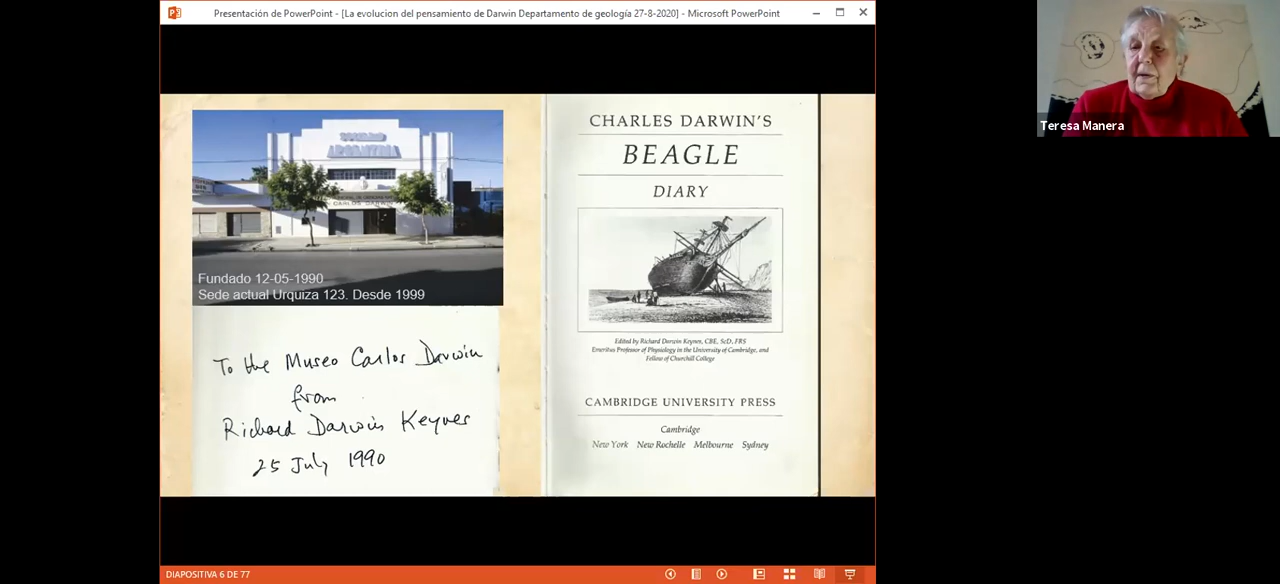 Presentación de PowerPoint - [La evolucion del pensamiento de Darwin Departamento de geología 27-8-2020] - Microsoft PowerPoint
ARGENTINA
CARLOS DARWIN
Fundado 12-05-1990
Sede actual Urquiza 123. Desde 1999
To the Museo Carlos Darwin
from
Richard Darwin Keynes
25 July 1990
CHARLES DARWIN'S
BEAGLE
DIARY
Edited by Richard Darwin Keynes, CBE, ScD, FRS
Emeritus Professor of Physiology in the University of Cambridge, and
Fellow of Churchill College
CAMBRIDGE UNIVERSITY PRESS
Cambridge
New York New Rochelle Melbourne Sydney
Teresa Manera
DIAPOSITIVA 6 DE 77